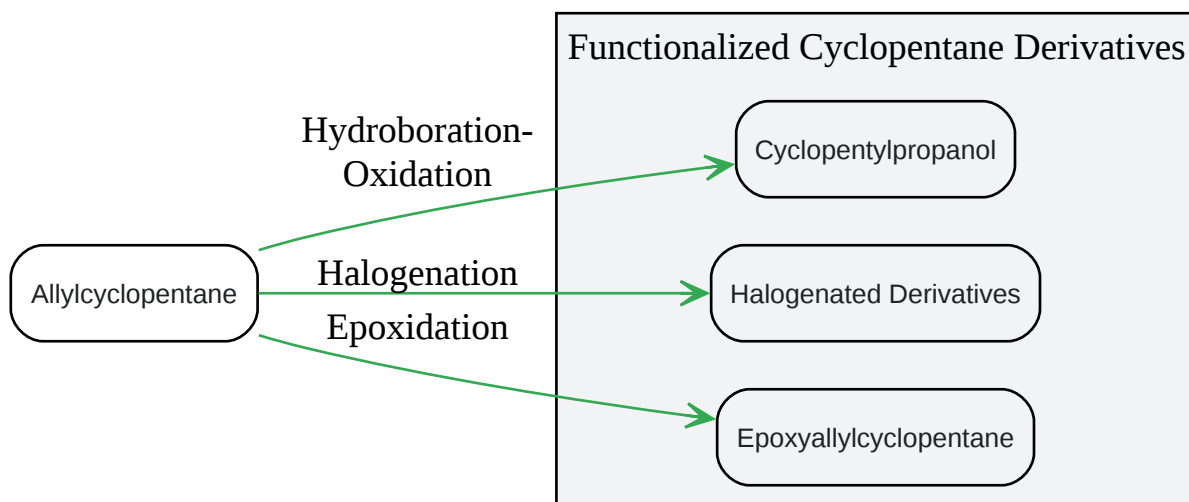 Functionalized Cyclopentane Derivatives
Hydroboration-
Oxidation
Cyclopentylpropanol
Allylcyclopentane
Halogenation
Halogenated Derivatives
Epoxidation
Epoxyallylcyclopentane